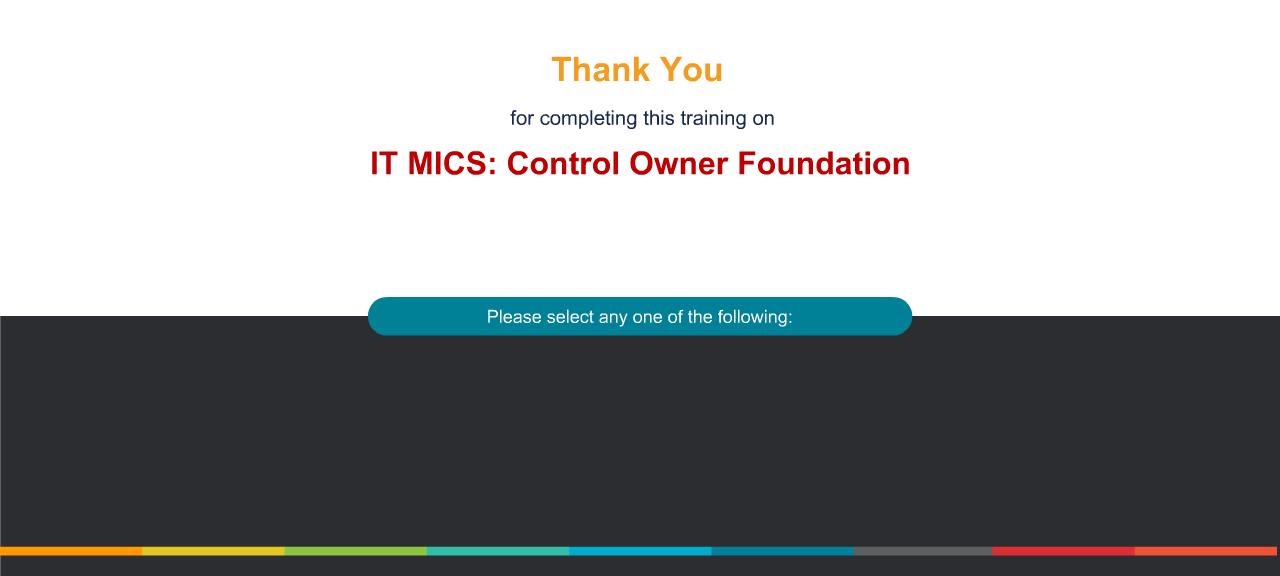 Thank You
for completing this training on
IT MICS: Control Owner Foundation
Please select any one of the following: